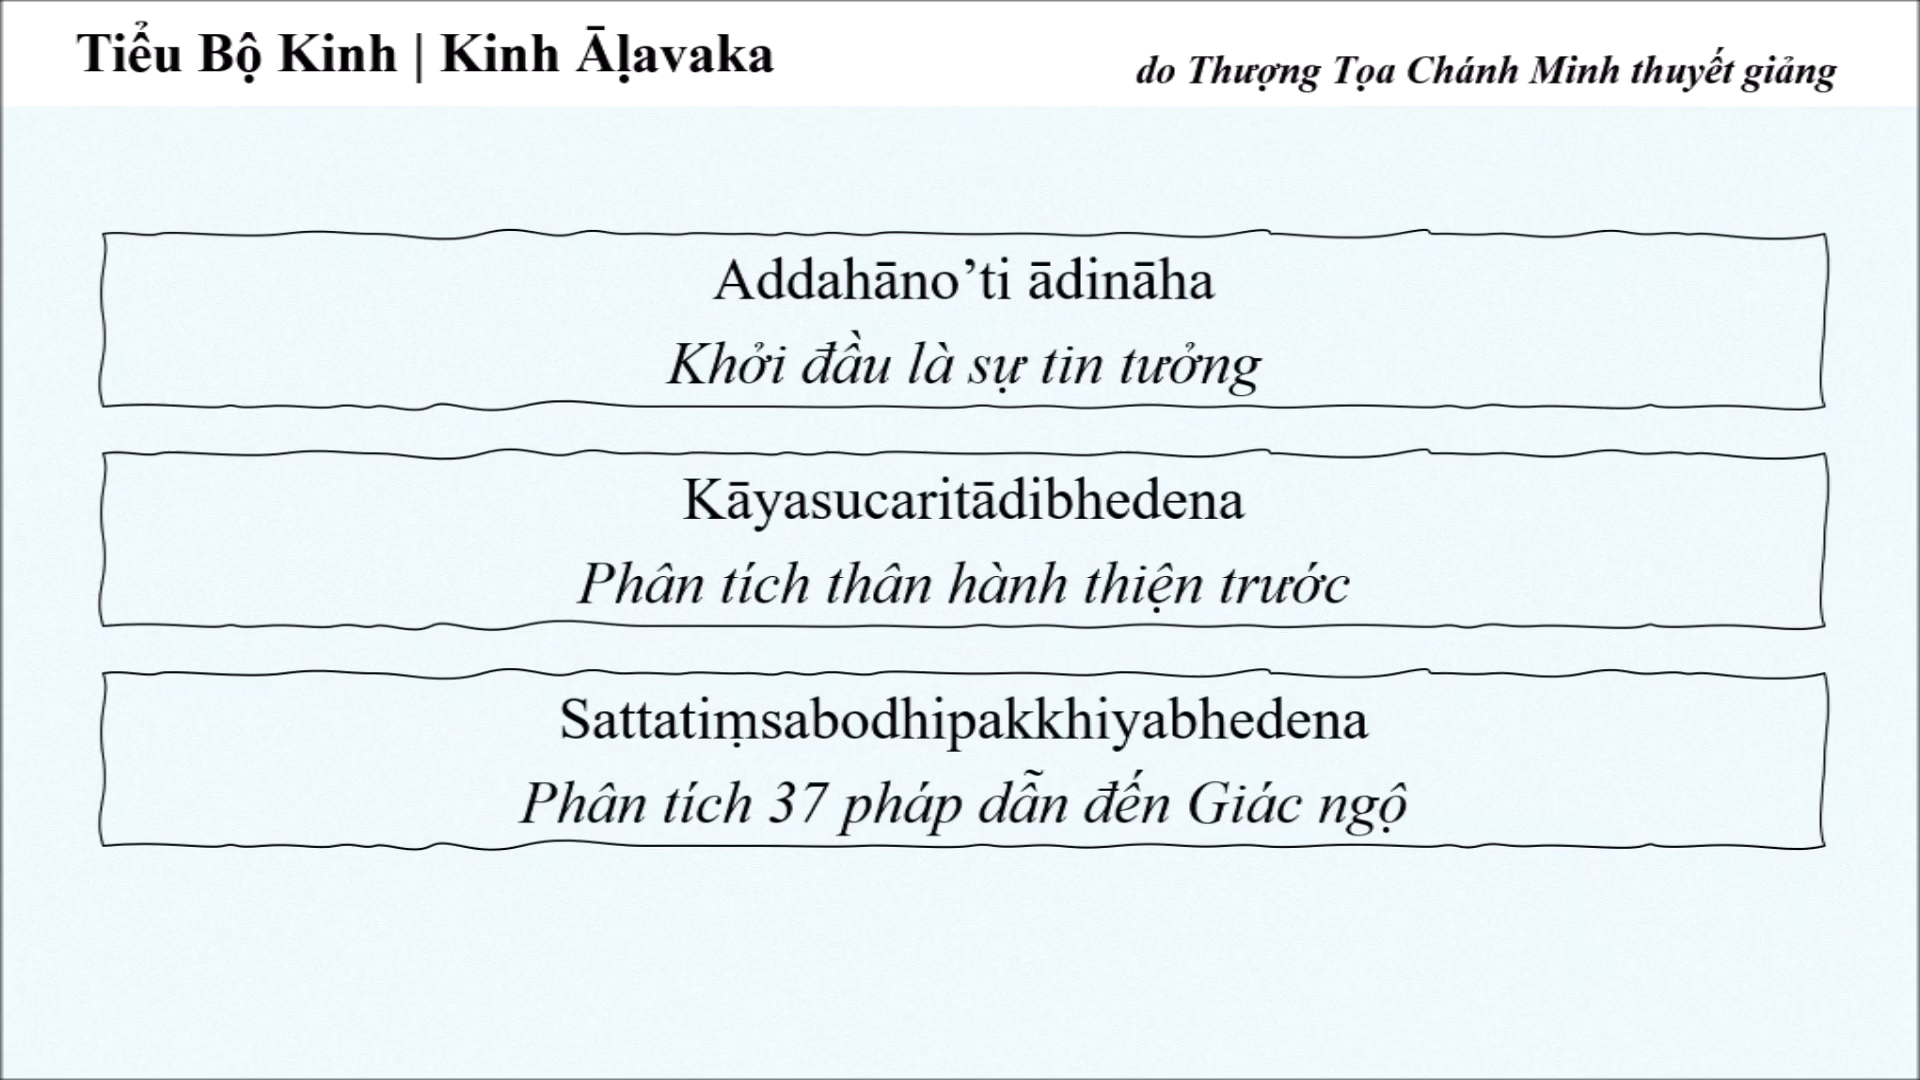 Tiểu Bộ Kinh | Kinh Āḷavaka
do Thượng Tọa Chánh Minh thuyết giảng
Addahāno’ti ādināha
Khởi đầu là sự tin tưởng
Kāyasucaritādibhedena
Phân tích thân hành thiện trước
Sattatiṃsabodhipakkhiyabhedena
Phân tích 37 pháp dẫn đến Giác ngộ